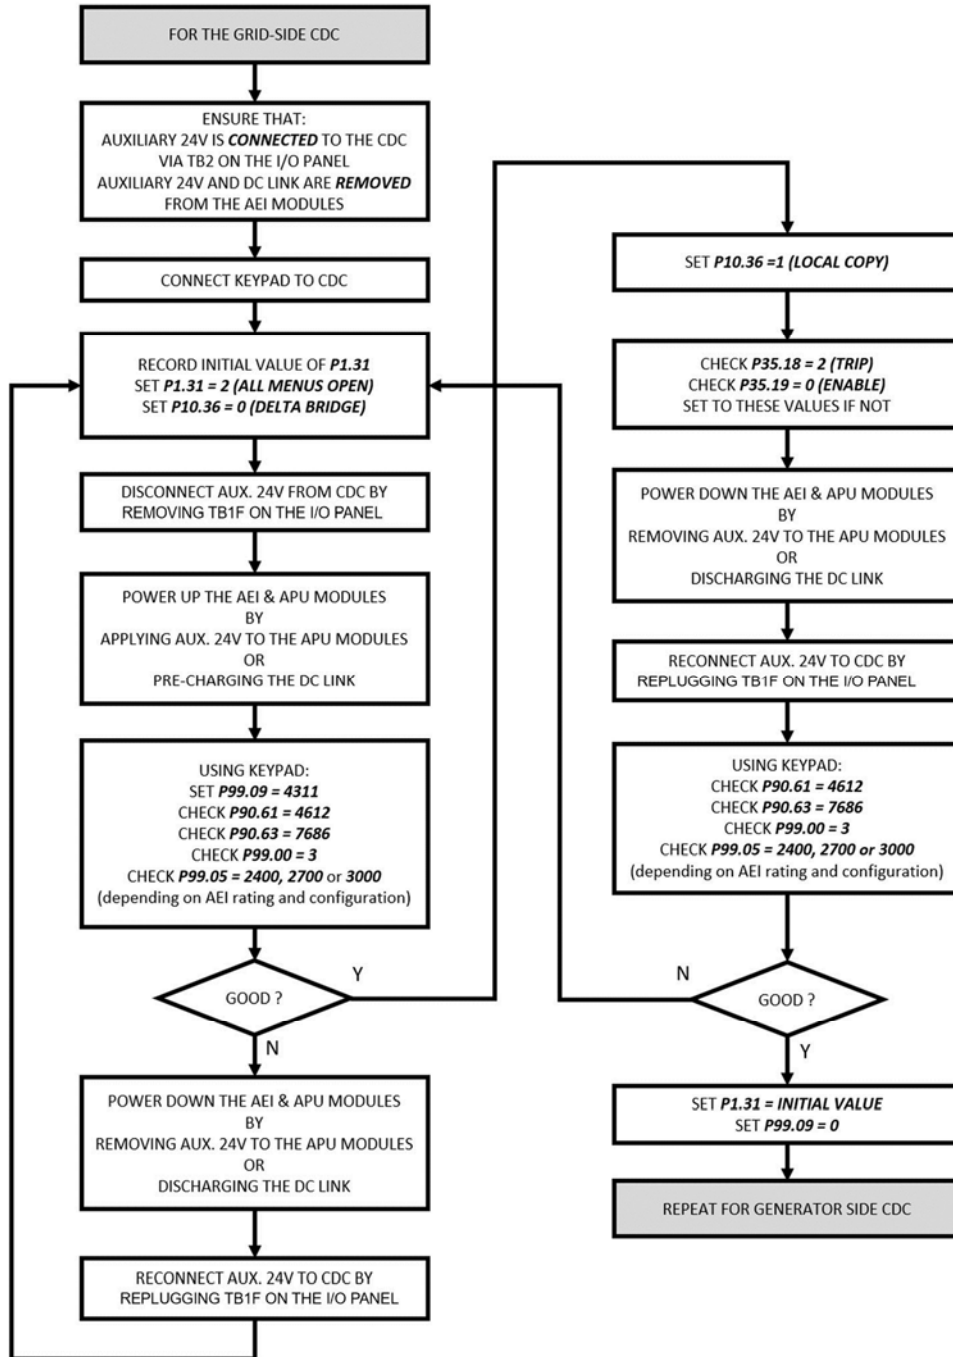 FOR THE GRID-SIDE CDC
ENSURE THAT:
AUXILIARY 24V IS CONNECTED TO THE CDC
VIA TB2 ON THE I/O PANEL
AUXILIARY 24V AND DC LINK ARE REMOVED
FROM THE AEI MODULES
CONNECT KEYPAD TO CDC
RECORD INITIAL VALUE OF P1.31
SET P1.31 = 2 (ALL MENUS OPEN)
SET P10.36 = 0 (DELTA BRIDGE)
DISCONNECT AUX. 24V FROM CDC BY
REMOVING TB1F ON THE I/O PANEL
POWER UP THE AEI & APU MODULES
BY
APPLYING AUX. 24V TO THE APU MODULES
OR
PRE-CHARGING THE DC LINK
USING KEYPAD:
SET P99.09 = 4311
CHECK P90.61 = 4612
CHECK P90.63 = 7686
CHECK P99.00 = 3
CHECK P99.05 = 2400, 2700 or 3000
(depending on AEI rating and configuration)
GOOD ?
Y
N
POWER DOWN THE AEI & APU MODULES
BY
REMOVING AUX. 24V TO THE APU MODULES
OR
DISCHARGING THE DC LINK
RECONNECT AUX. 24V TO CDC BY
REPLUGGING TB1F ON THE I/O PANEL
SET P10.36 =1 (LOCAL COPY)
CHECK P35.18 = 2 (TRIP)
CHECK P35.19 = 0 (ENABLE)
SET TO THESE VALUES IF NOT
POWER DOWN THE AEI & APU MODULES
BY
REMOVING AUX. 24V TO THE APU MODULES
OR
DISCHARGING THE DC LINK
RECONNECT AUX. 24V TO CDC BY
REPLUGGING TB1F ON THE I/O PANEL
USING KEYPAD:
CHECK P90.61 = 4612
CHECK P90.63 = 7686
CHECK P99.00 = 3
CHECK P99.05 = 2400, 2700 or 3000
(depending on AEI rating and configuration)
N
GOOD ?
Y
SET P1.31 = INITIAL VALUE
SET P99.09 = 0
REPEAT FOR GENERATOR SIDE CDC